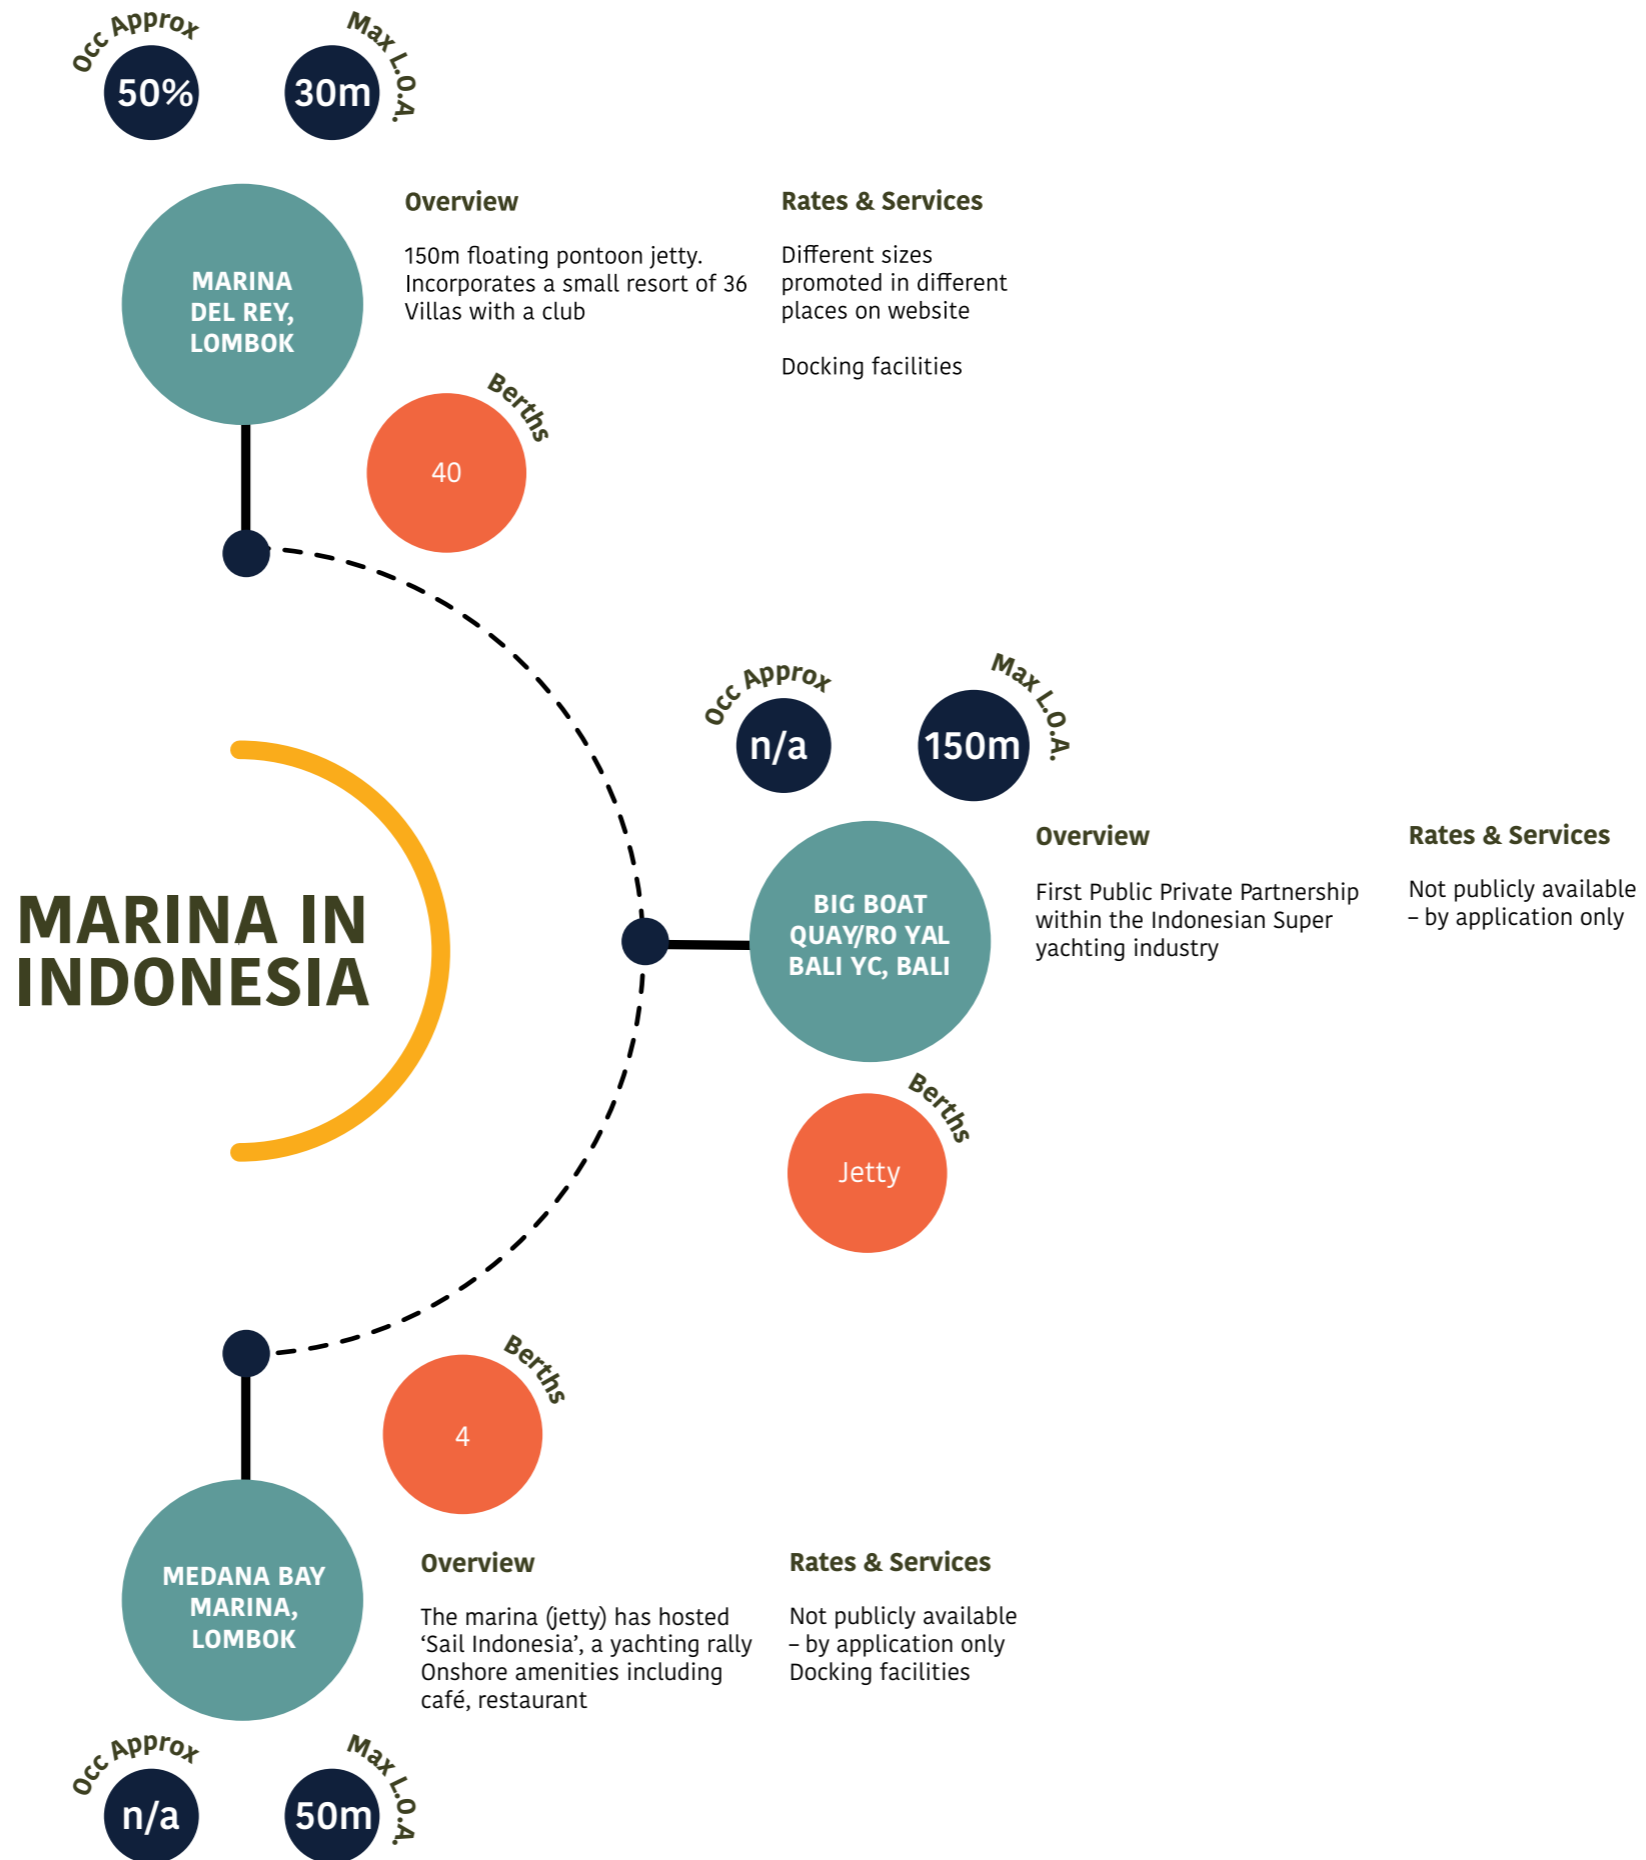 Occ Approx
50%
Max L.O.A.
30m
MARINA
DEL REY,
LOMBOK
Overview
150m floating pontoon jetty.
Incorporates a small resort of 36
Villas with a club
Rates & Services
Different sizes
promoted in different
places on website
Docking facilities
Berths
40
MARINA IN
INDONESIA
Occ Approx
n/a
Max L.O.A.
150m
BIG BOAT
QUAY/RO YAL
BALI YC, BALI
Overview
First Public Private Partnership
within the Indonesian Super
yachting industry
Rates & Services
Not publicly available
– by application only
Berths
Jetty
Berths
4
MEDANA BAY
MARINA,
LOMBOK
Overview
The marina (jetty) has hosted
‘Sail Indonesia’, a yachting rally
Onshore amenities including
café, restaurant
Rates & Services
Not publicly available
– by application only
Docking facilities
Occ Approx
n/a
Max L.O.A.
50m